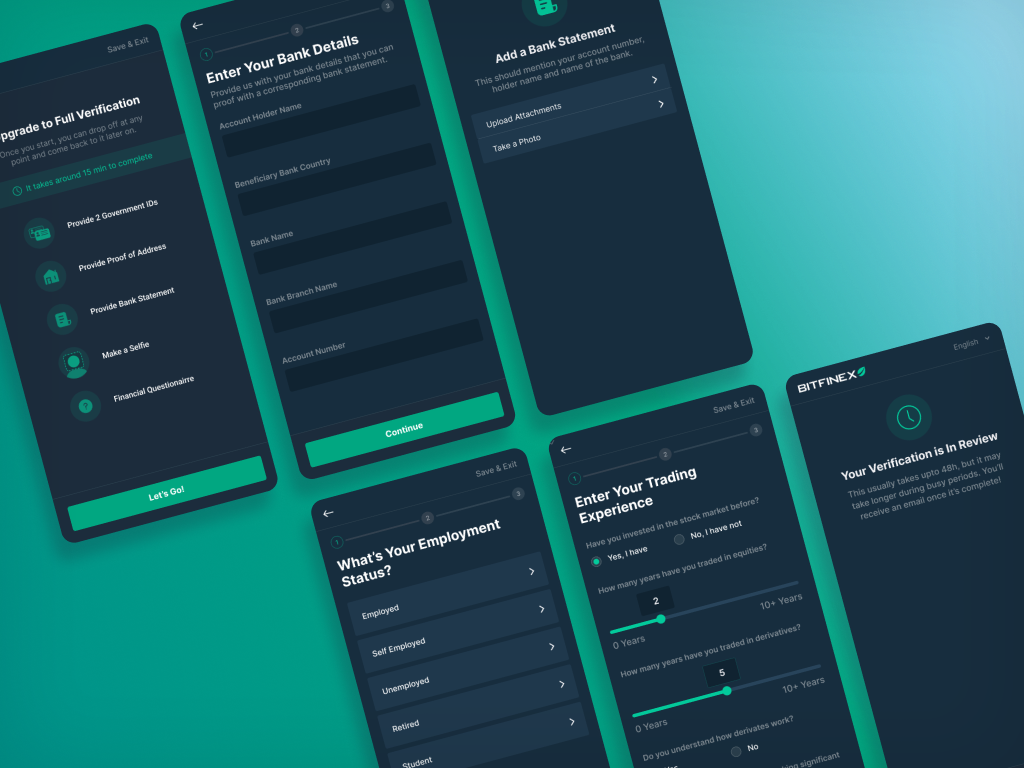 Save & Exit
pgrade to Full Verification
Once you start, you can drop off at any
point and come back to it later on.
It takes around 15 min to complete
Provide 2 Government IDs
Provide Proof of Address
Provide Bank Statement
Make a Selfie
?
Financial Questionairre
Let's Go!
1
2
3
Enter Your Bank Details
Provide us with your bank details that you can
proof with a corresponding bank statement.
Account Holder Name
Beneficiary Bank Country
Bank Name
Bank Branch Name
Account Number
Continue
Add a Bank Statement
This should mention your account number,
holder name and name of the bank.
Upload Attachments
Take a Photo
Save & Exit
1
2
3
What's Your Employment
Status?
Employed
Self Employed
Unemployed
Retired
Student
Save & Exit
1
2
3
Enter Your Trading
Experience
Have you invested in the stock market before?
Yes, I have
No, I have not
How many years have you traded in equities?
2
0 Years
10+ Years
How many years have you traded in derivatives?
5
0 Years
10+ Years
Do you understand how derivates work?
No
significant
BITFINEX
English
Your Verification is In Review
This usually takes upto 48h, but it may
take longer during busy periods. You'll
receive an email once it's complete!